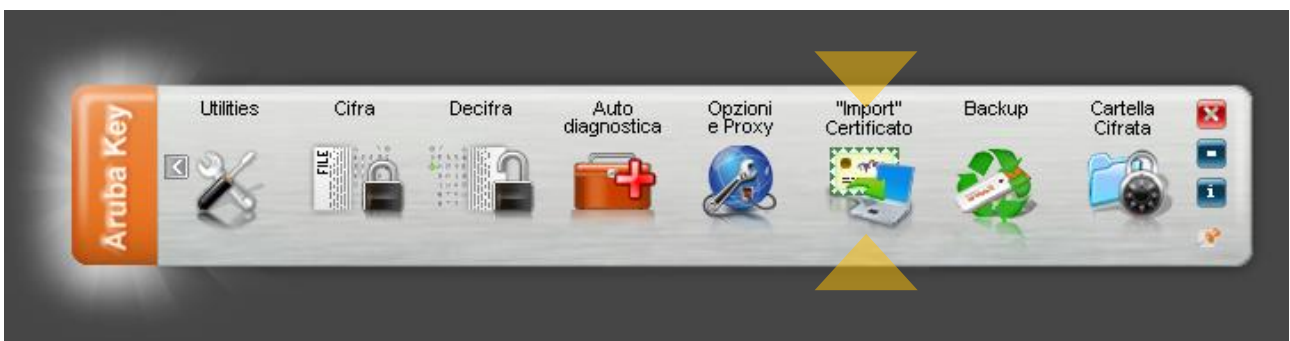 Aruba Key
Utilities
Cifra
Decifra
Auto
diagnostica
Opzioni
e Proxy
"Import"
Certificato
Backup
Cartella
Cifrata
FILE
i